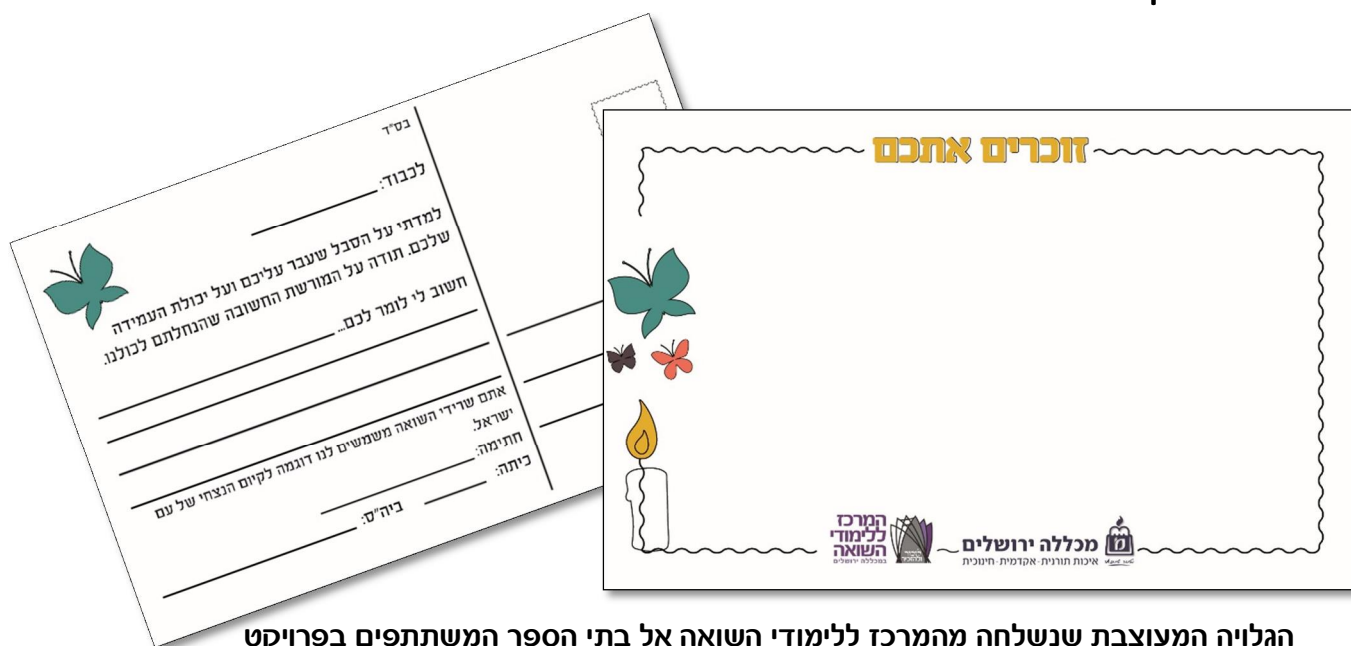 בס"ד
לכבוד:
למדתי על הסבל שעבר עליכם ועל יכולת העמידה
שלכם. תודה על המורשת החשובה שהנחלתם לכולנו.
חשוב לי לומר לכם...
אתם שרידי השואה משמשים לנו דוגמה לקיום הנצחי של עם
ישראל.
חתימה:
כיתה:
ביה"ס:
זוכרים אתכם
מכללה ירושלים
איכות תורנית·אקדמית·חינוכית
המרכז
ללימודי
השואה
במכללה ירושלים
הגלויה המעוצבת שנשלחה מהמרכז ללימודי השואה אל בתי הספר המשתתפים בפרויקט